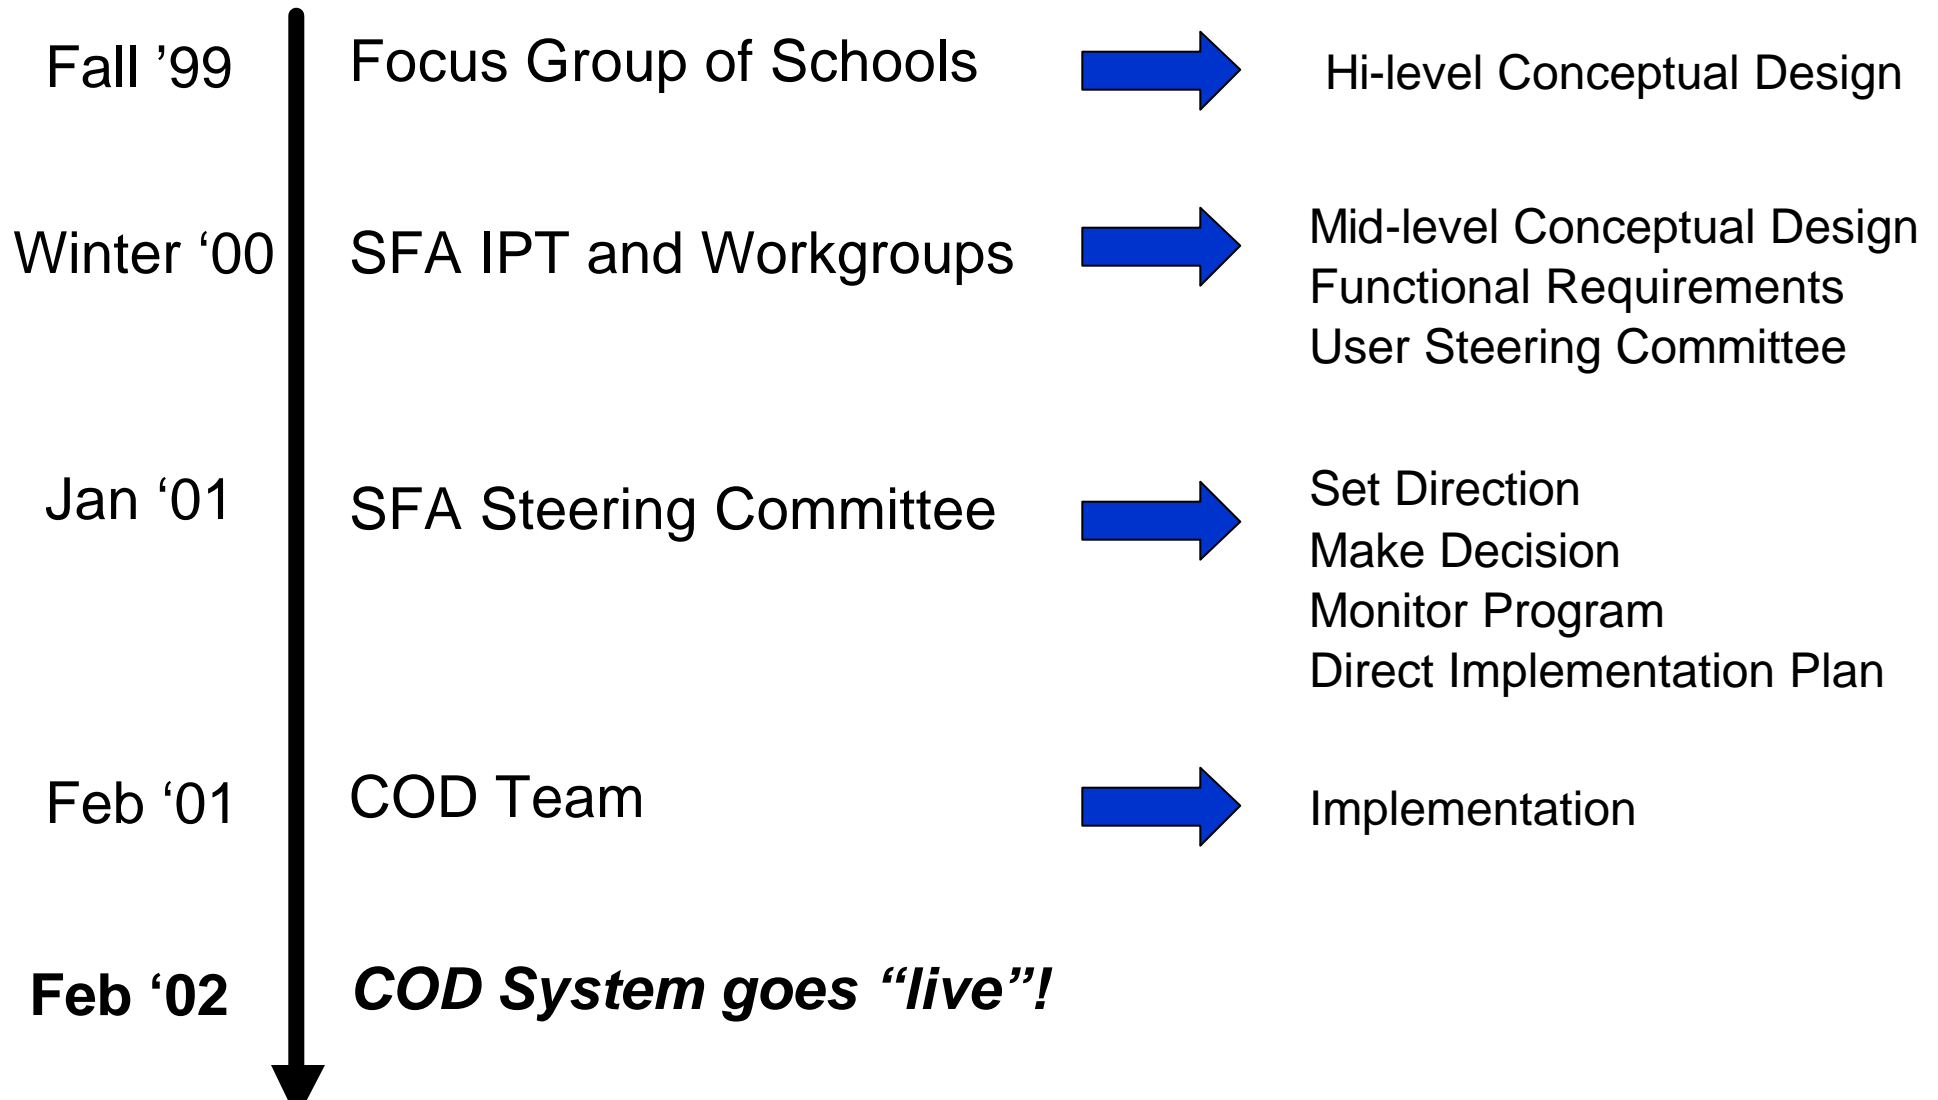 Fall ’99
Focus Group of Schools
Hi-level Conceptual Design
Winter ‘00
SFA IPT and Workgroups
Mid-level Conceptual Design
Functional Requirements
User Steering Committee
Jan ‘01
SFA Steering Committee
Set Direction
Make Decision
Monitor Program
Direct Implementation Plan
Feb ‘01
COD Team
Implementation
Feb ‘02
COD System goes “live”!